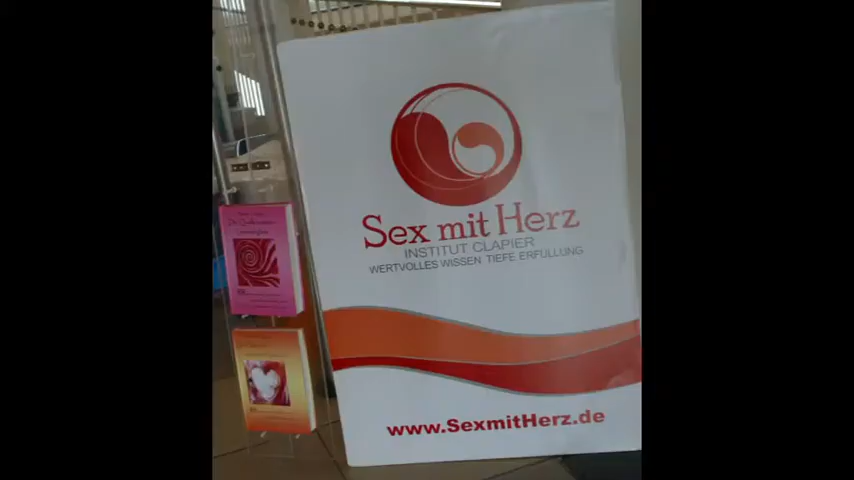 Sex mit Herz
INSTITUT CLAPIER
WERTVOLLES WISSEN TIEFE ERFÜLLUNG
www.SexmitHerz.de